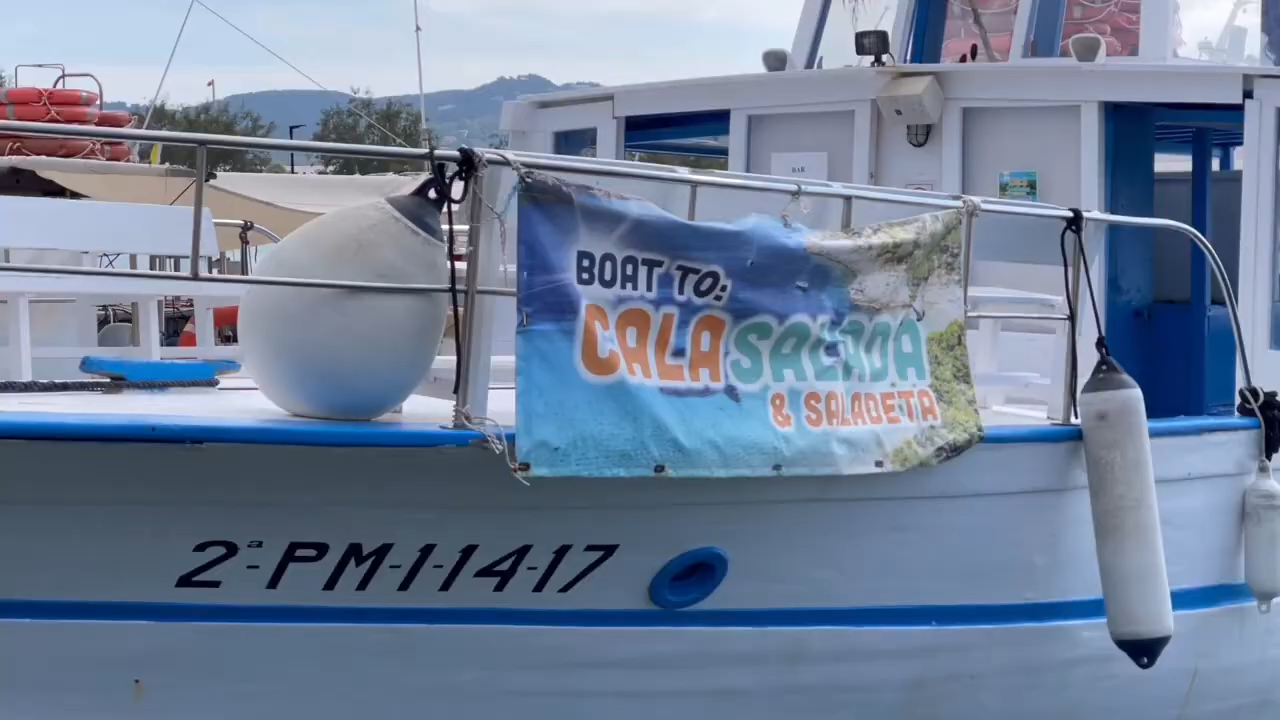 BAR
BOAT TO:
CALA SALADA
& SALADETA
2ª-PM-1-14-17